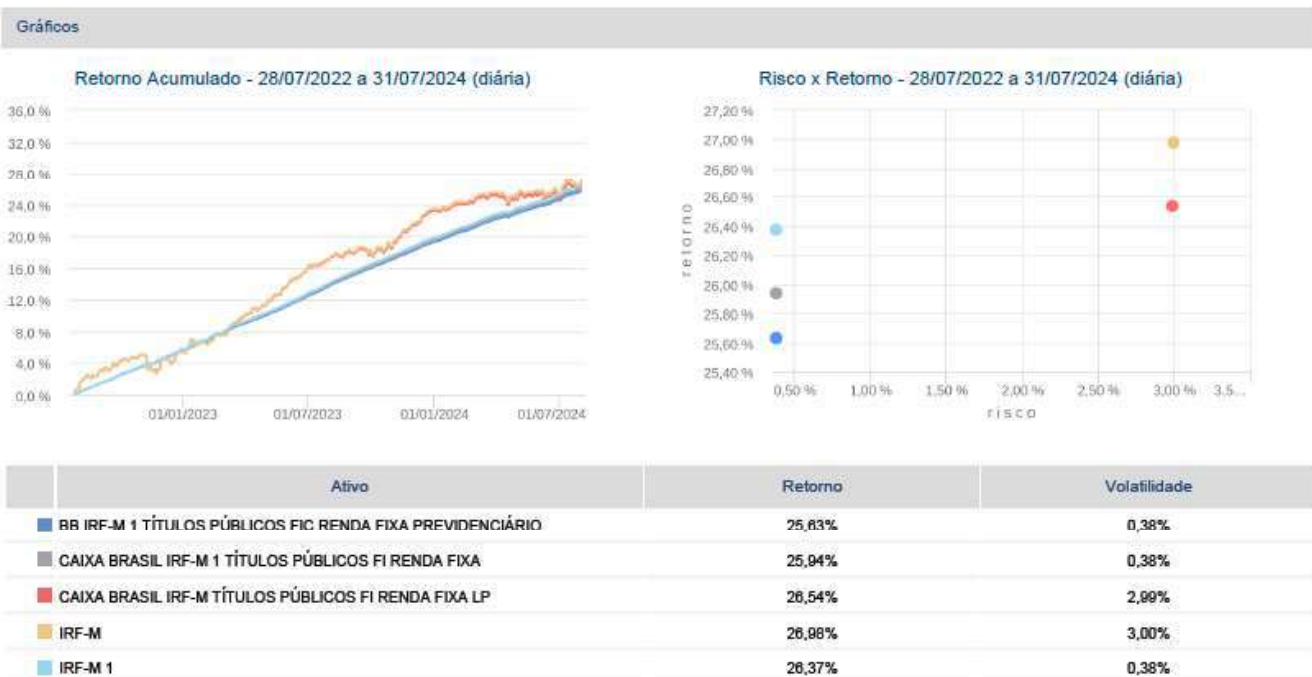 Gráficos
Retorno Acumulado - 28/07/2022 a 31/07/2024 (diária)
36,0 %
32,0 %
28,0 %
24,0 %
20,0 %
16,0 %
12,0 %
8,0 %
4,0 %
0,0 %
01/01/2023 01/07/2023 01/01/2024 01/07/2024
Risco x Retorno - 28/07/2022 a 31/07/2024 (diária)
retorno
27,20 %
27,00 %
26,80 %
26,60 %
26,40 %
26,20 %
26,00 %
25,80 %
25,60 %
25,40 %
0,50 % 1,00 % 1,50 % 2,00 % 2,50 % 3,00 % 3,5...
risco
Ativo Retorno Volatilidade
BB IRF-M 1 TÍTULOS PÚBLICOS FIC RENDA FIXA PREVIDENCIÁRIO 25,63% 0,38%
CAIXA BRASIL IRF-M 1 TÍTULOS PÚBLICOS FI RENDA FIXA 25,94% 0,38%
CAIXA BRASIL IRF-M TÍTULOS PÚBLICOS FI RENDA FIXA LP 26,54% 2,99%
IRF-M 26,98% 3,00%
IRF-M 1 26,37% 0,38%